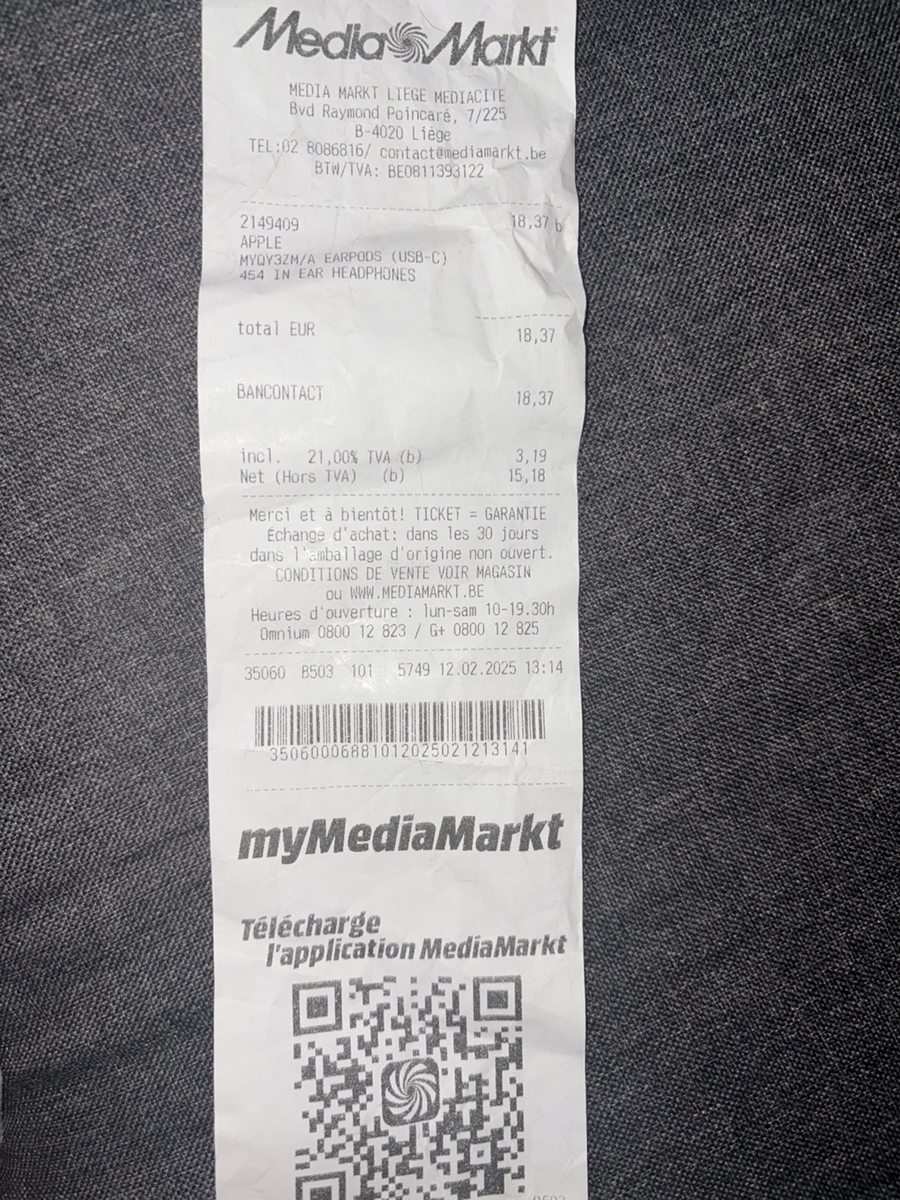 Media Markt
MEDIA MARKT LIEGE MEDIACITE
Bvd Raymond Poincaré, 7/225
B-4020 Liège
TEL:02 8086816/ contact@mediamarkt.be
BTW/TVA: BE0811393122
2149409 18,37 b
APPLE
MYQY3ZM/A EARPODS (USB-C)
454 IN EAR HEADPHONES
total EUR 18,37
BANCONTACT 18,37
incl. 21,00% TVA (b) 3,19
Net (Hors TVA) (b) 15,18
Merci et à bientôt! TICKET = GARANTIE
Échange d'achat: dans les 30 jours
dans l'emballage d'origine non ouvert.
CONDITIONS DE VENTE VOIR MAGASIN
ou WWW.MEDIAMARKT.BE
Heures d'ouverture : lun-sam 10-19.30h
Omnium 0800 12 823 / G+ 0800 12 825
35060 B503 101 5749 12.02.2025 13:14
3506000688101202502121314​1
myMediaMarkt
Télécharge
l'application MediaMarkt